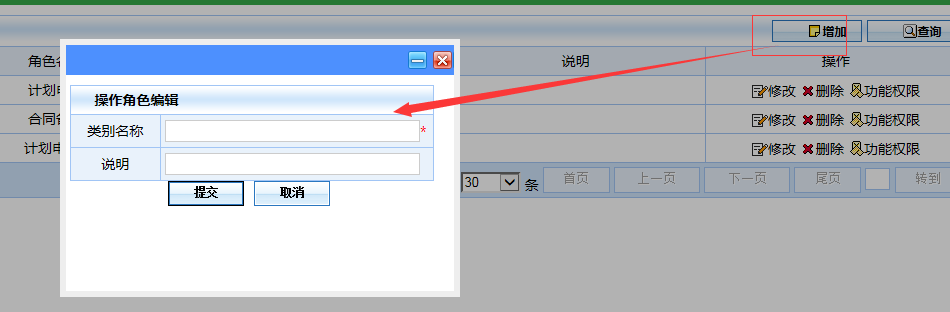 增加 查询
角色 说明 操作
计划 修改 删除 功能权限
合同 修改 删除 功能权限
计划 修改 删除 功能权限
30 条 首页 上一页 下一页 尾页 转到
操作角色编辑
类别名称 *
说明
提交 取消